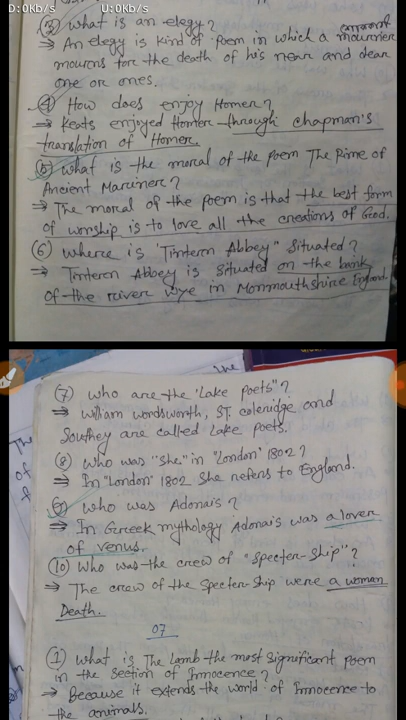 D:0Kb/s U:0Kb/s
(3) What is an elegy?
⇒ An elegy is kind of poem in which a mourner
mourns for the death of his near and dear
one or ones.
(4) How does enjoy Homer?
⇒ Keats enjoyed Homer through chapman's
translation of Homer.
(5) What is the moral of the poem The Rime of
Ancient Mariner?
⇒ The moral of the poem is that the best form
of worship is to love all the creations of God.
(6) Where is 'Tintern Abbey" Situated?
⇒ Tintern Abbey is situated on the bank
of the river wye in Monmouthshire England.
the
The
of
f
(7) Who are the 'Lake poets"?
⇒ William wordsworth, ST. coleridge and
Southey are called Lake poets.
(8) Who was "She" in "London' 1802?
⇒ In "London" 1802 She refers to England.
(9) Who was Adonais?
⇒ In Greek mythology Adonais was a lover
of venus.
(10) Who was the crew of "Specter-Ship"?
⇒ The crew of the Specter-Ship were a woman
Death.
07
(1) What is The Lamb the most significant poem
in the section of Innocence?
⇒ Because it extends the world of Innocence to
the animals.